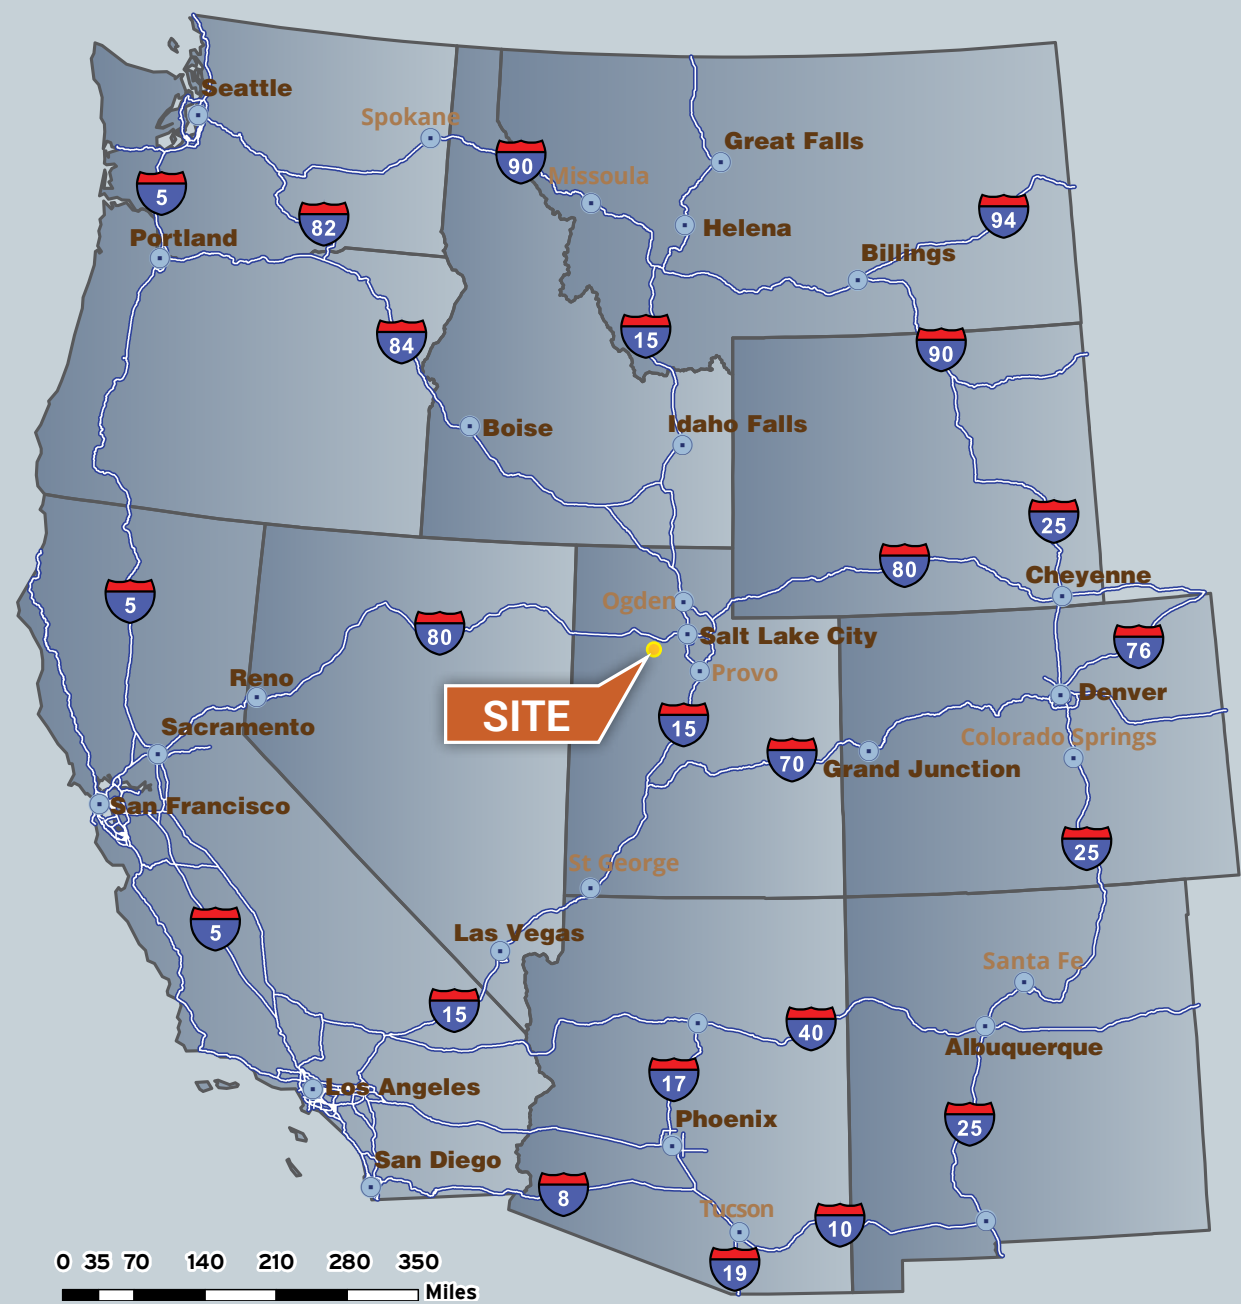 Seattle
Spokane
Great Falls
90
Missoula
5
94
82
Helena
Portland
Billings
15
84
90
Idaho Falls
Boise
25
80
Cheyenne
5
Ogden
80
Salt Lake City
76
Provo
Reno
Denver
SITE
15
Sacramento
Colorado Springs
70
Grand Junction
San Francisco
25
St George
5
Las Vegas
Santa Fe
15
40
Albuquerque
17
Los Angeles
Phoenix
25
San Diego
8
Tucson
10
19
0 35 70 140 210 280 350
Miles